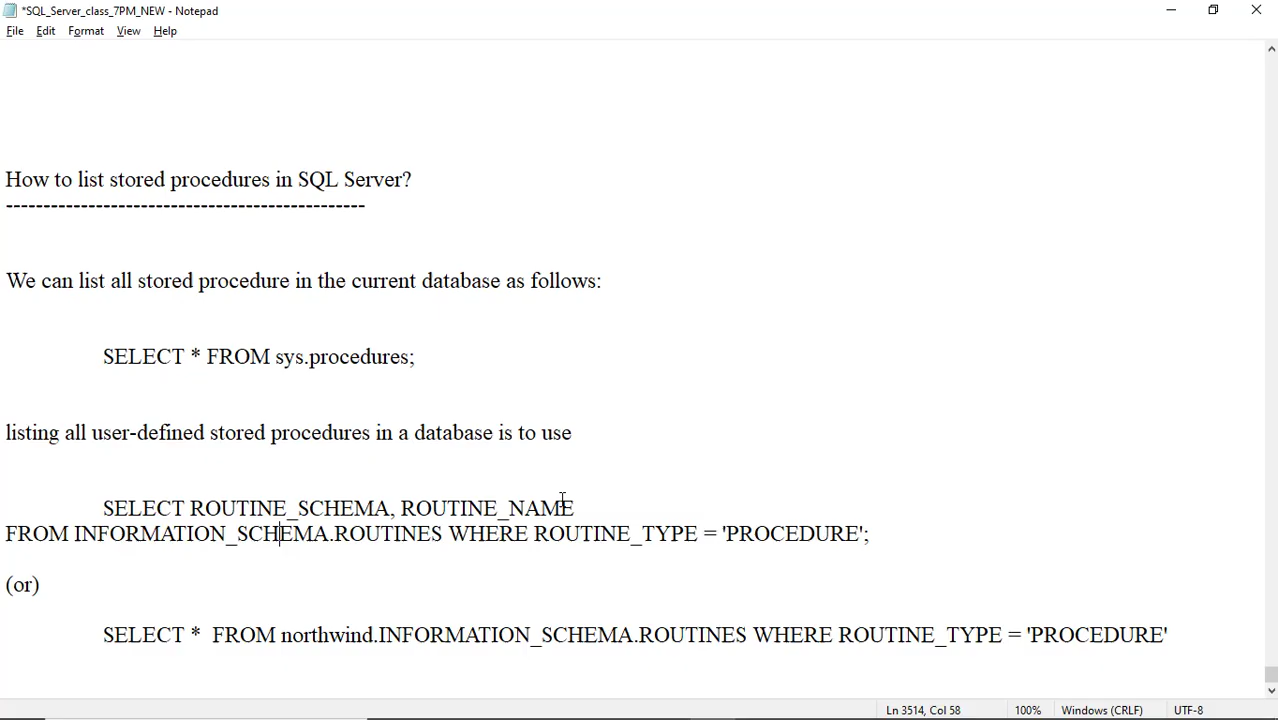 *SQL_Server_class_7PM_NEW - Notepad
File Edit Format View Help
How to list stored procedures in SQL Server?
------------------------------------------------
We can list all stored procedure in the current database as follows:
SELECT * FROM sys.procedures;
listing all user-defined stored procedures in a database is to use
SELECT ROUTINE_SCHEMA, ROUTINE_NAME
FROM INFORMATION_SCHEMA.ROUTINES WHERE ROUTINE_TYPE = 'PROCEDURE';
(or)
SELECT *  FROM northwind.INFORMATION_SCHEMA.ROUTINES WHERE ROUTINE_TYPE = 'PROCEDURE'
Ln 3514, Col 58 100% Windows (CRLF) UTF-8